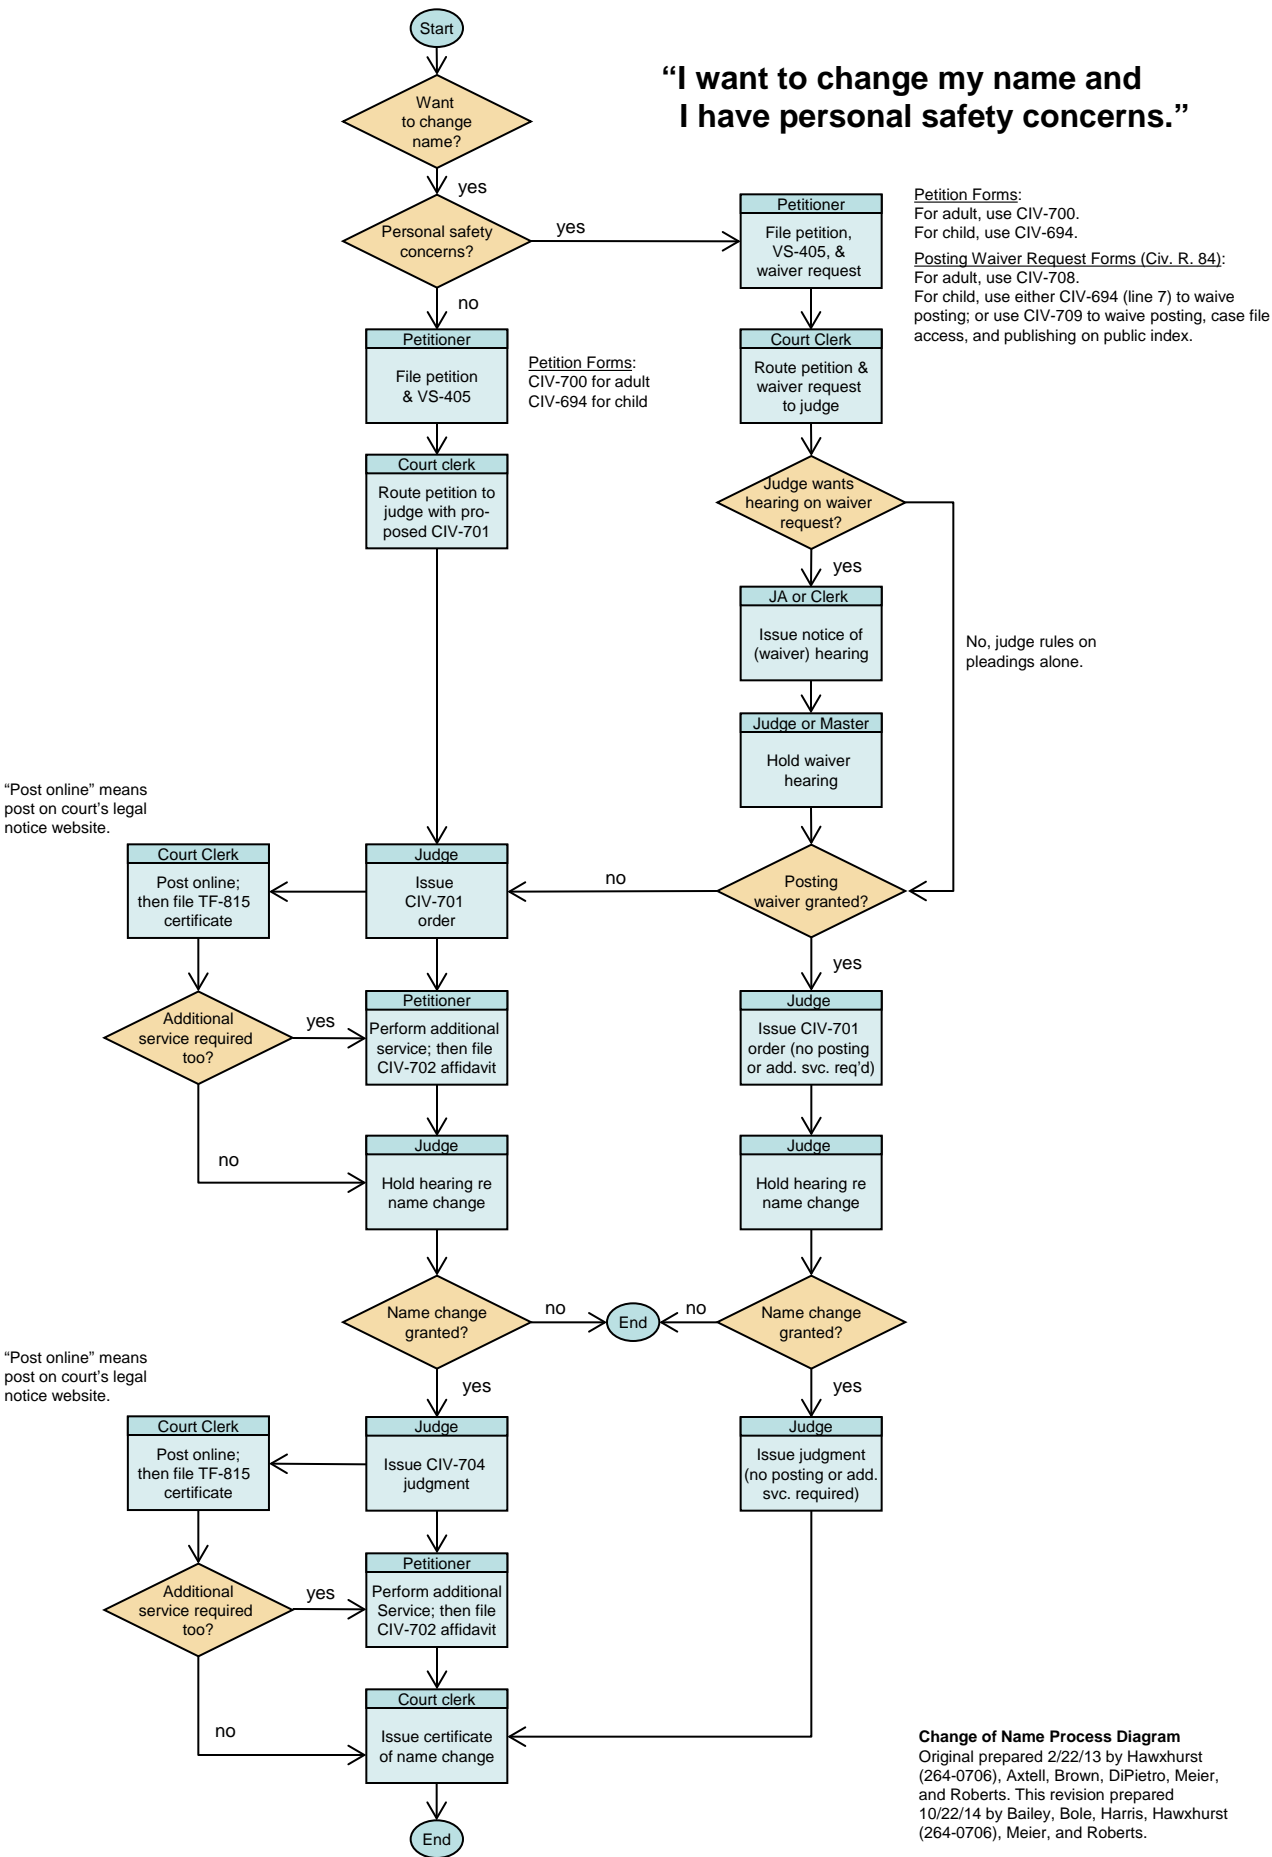 Start
“I want to change my name and
I have personal safety concerns.”
Want
to change
name?
yes
Personal safety
concerns?
yes
no
Petitioner
File petition,
VS-405, &
waiver request
Petition Forms:
For adult, use CIV-700.
For child, use CIV-694.
Posting Waiver Request Forms (Civ. R. 84):
For adult, use CIV-708.
For child, use either CIV-694 (line 7) to waive
posting; or use CIV-709 to waive posting, case file
access, and publishing on public index.
Petitioner
File petition
& VS-405
Petition Forms:
CIV-700 for adult
CIV-694 for child
Court Clerk
Route petition &
waiver request
to judge
Court clerk
Route petition to
judge with pro-
posed CIV-701
Judge wants
hearing on waiver
request?
yes
JA or Clerk
Issue notice of
(waiver) hearing
No, judge rules on
pleadings alone.
Judge or Master
Hold waiver
hearing
“Post online” means
post on court’s legal
notice website.
Court Clerk
Post online;
then file TF-815
certificate
Judge
Issue
CIV-701
order
no
Posting
waiver granted?
yes
Additional
service required
too?
yes
no
Petitioner
Perform additional
service; then file
CIV-702 affidavit
Judge
Issue CIV-701
order (no posting
or add. svc. req’d)
Judge
Hold hearing re
name change
Judge
Hold hearing re
name change
Name change
granted?
no
End
no
Name change
granted?
yes
yes
“Post online” means
post on court’s legal
notice website.
Court Clerk
Post online;
then file TF-815
certificate
Judge
Issue CIV-704
judgment
Judge
Issue judgment
(no posting or add.
svc. required)
Additional
service required
too?
yes
no
Petitioner
Perform additional
Service; then file
CIV-702 affidavit
Court clerk
Issue certificate
of name change
End
Change of Name Process Diagram
Original prepared 2/22/13 by Hawxhurst
(264-0706), Axtell, Brown, DiPietro, Meier,
and Roberts. This revision prepared
10/22/14 by Bailey, Bole, Harris, Hawxhurst
(264-0706), Meier, and Roberts.